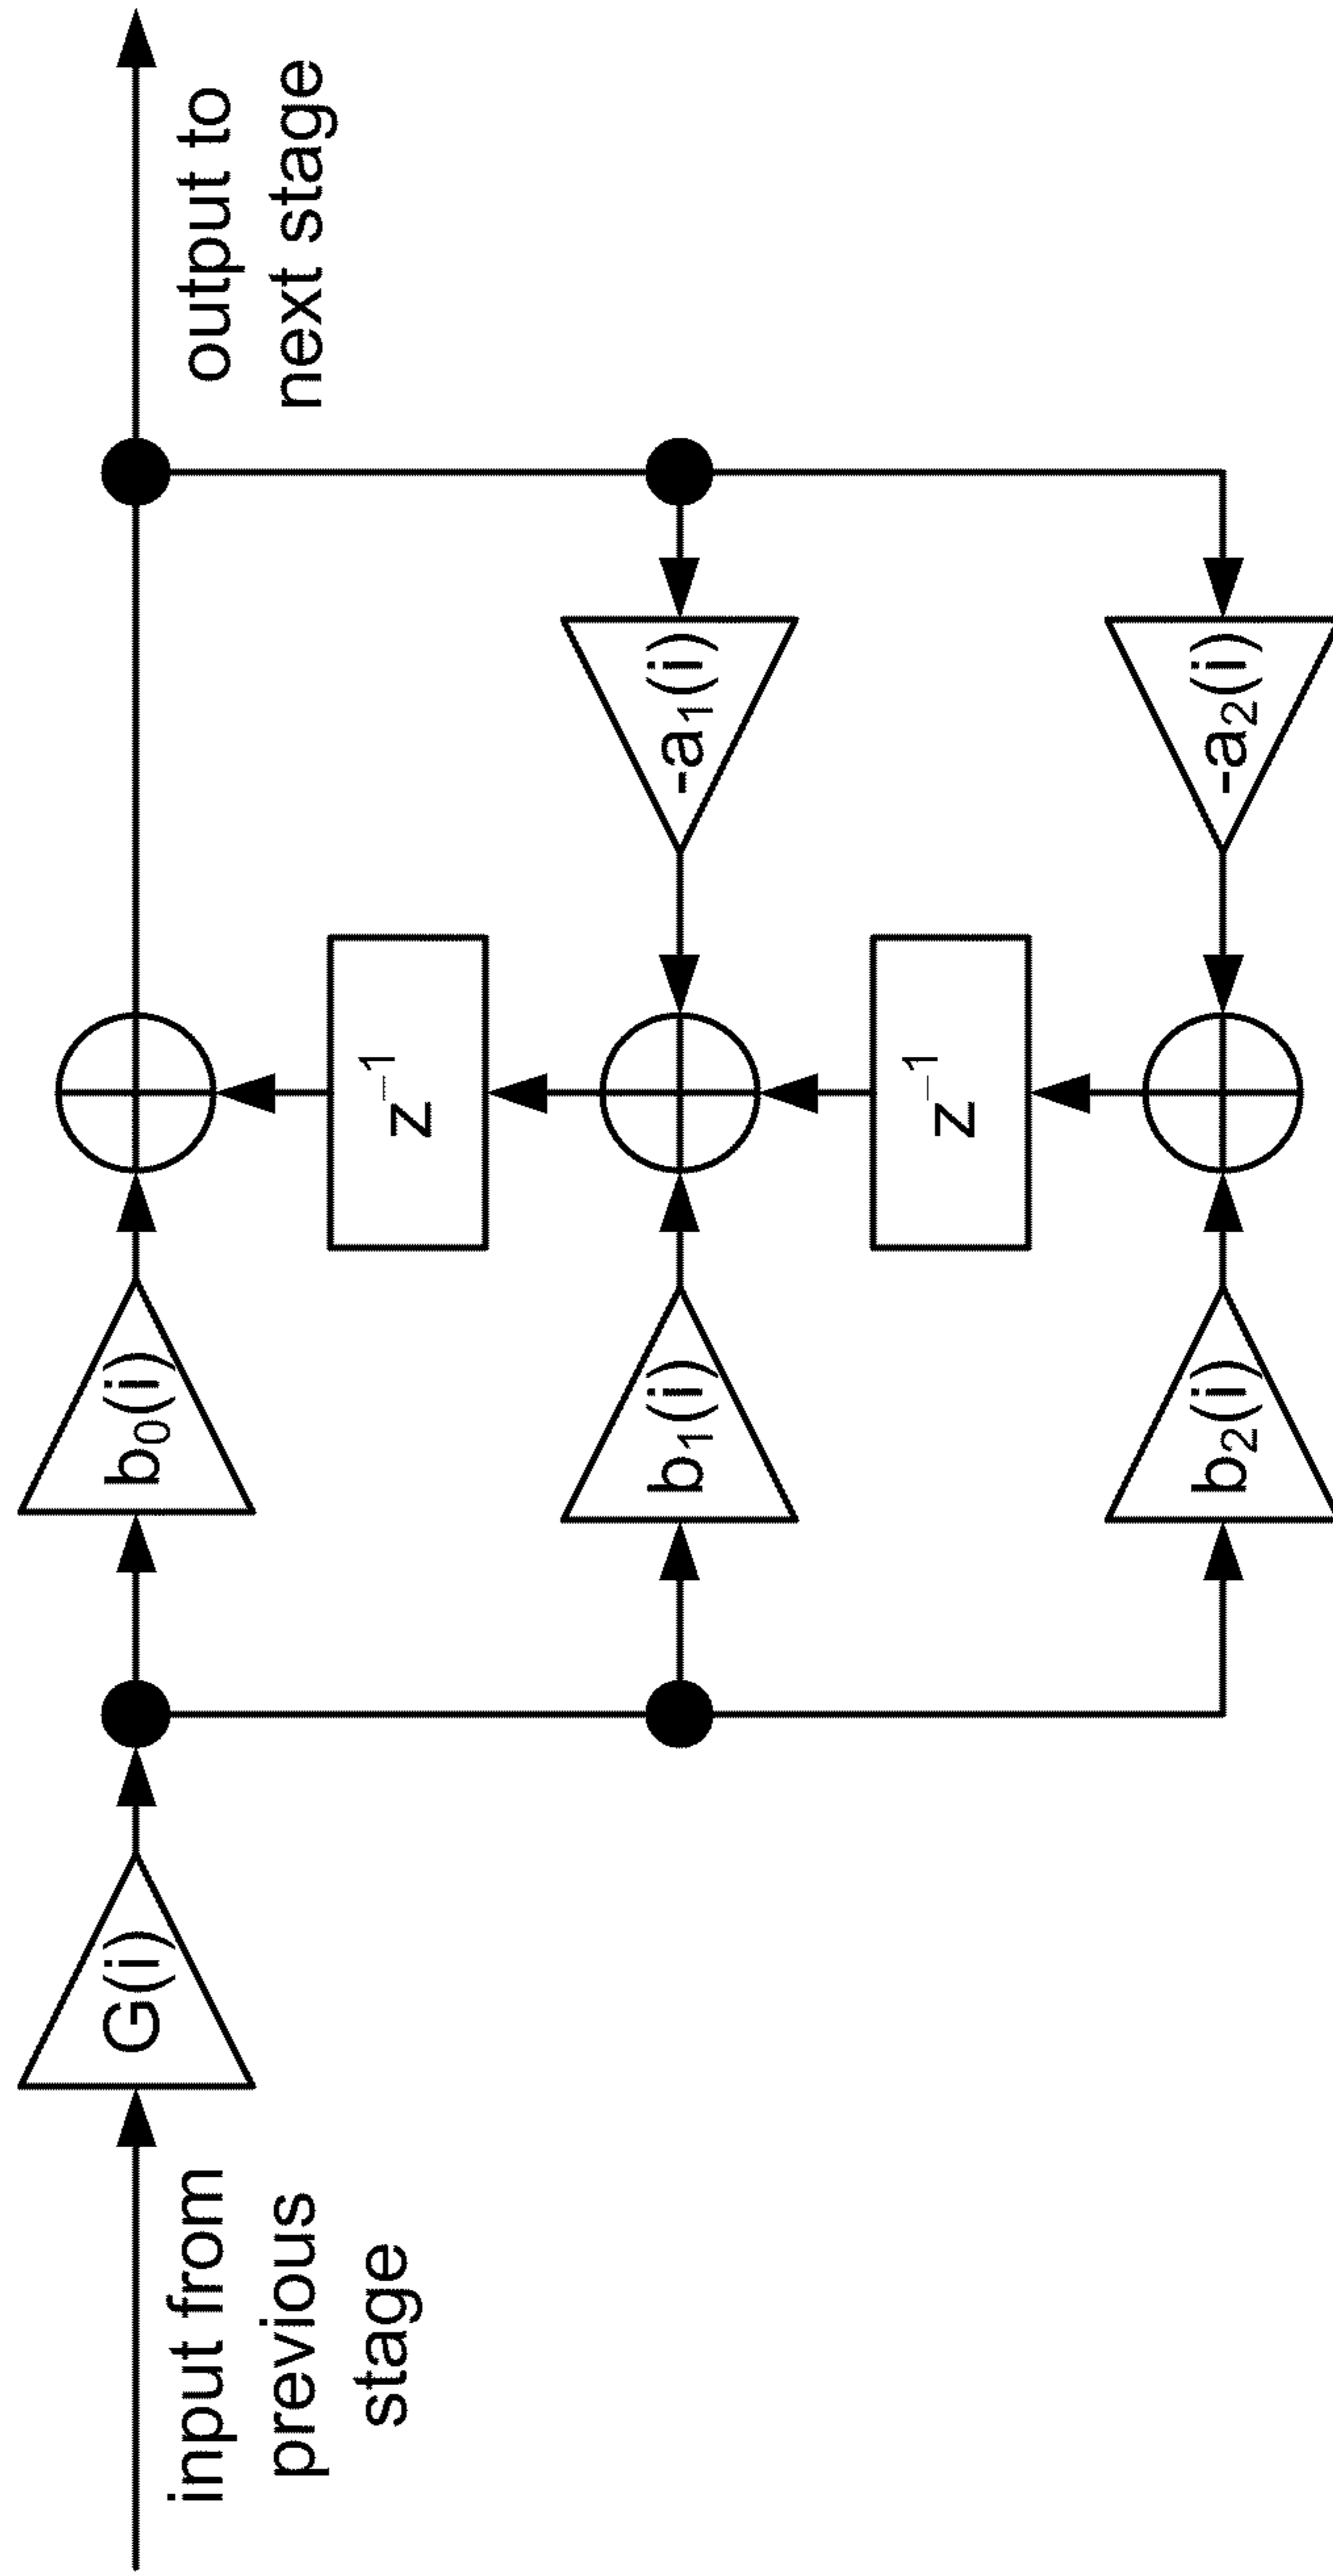 input from
previous
stage
G(i)
b₀(i)
b₁(i)
b₂(i)
z⁻¹
z⁻¹
-a₁(i)
-a₂(i)
output to
next stage